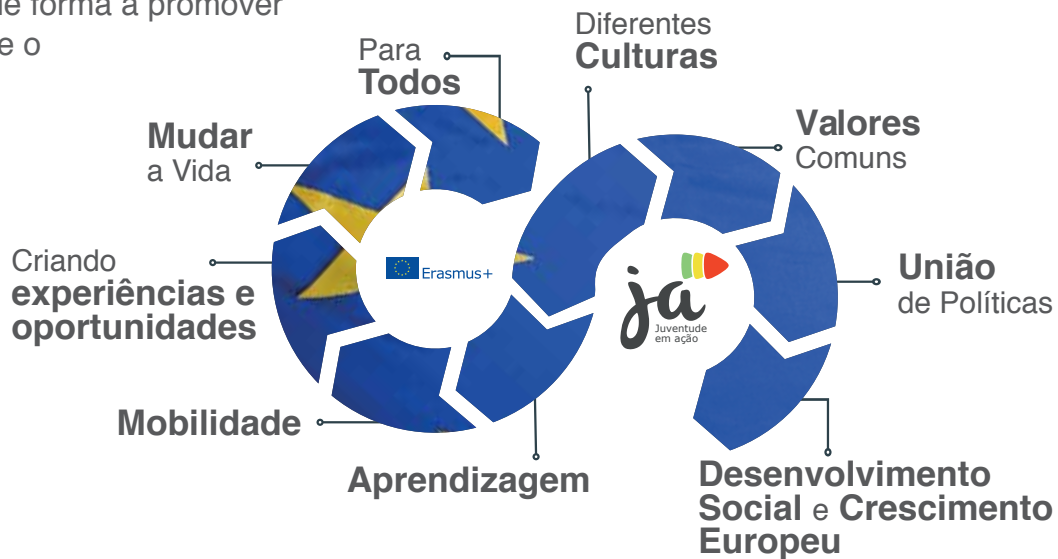 e forma a promover
e o
Para
Todos
Diferentes
Culturas
Mudar
a Vida
Valores
Comuns
Criando
experiências e
oportunidades
Erasmus+
ja
Juventude
em ação
União
de Políticas
Mobilidade
Aprendizagem
Desenvolvimento
Social e Crescimento
Europeu